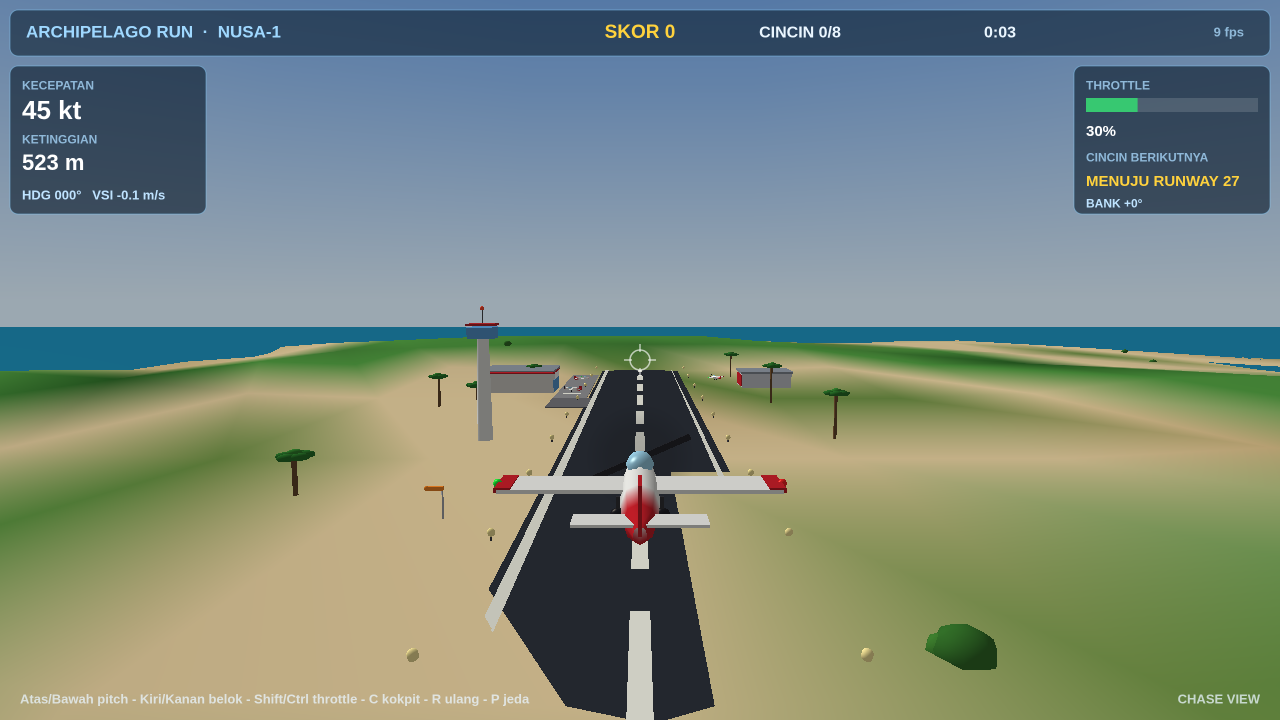 ARCHIPELAGO RUN · NUSA-1
SKOR 0
CINCIN 0/8
0:03
9 fps
KECEPATAN
45 kt
KETINGGIAN
523 m
HDG 000° VSI -0.1 m/s
THROTTLE
30%
CINCIN BERIKUTNYA
MENUJU RUNWAY 27
BANK +0°
Atas/Bawah pitch - Kiri/Kanan belok - Shift/Ctrl throttle - C kokpit - R ulang - P jeda
CHASE VIEW